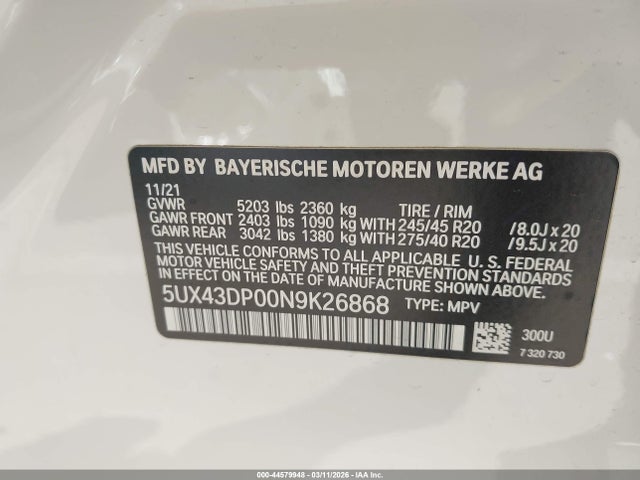 MFD BY BAYERISCHE MOTOREN WERKE AG
11/21
GVWR 5203 lbs 2360 kg TIRE / RIM
GAWR FRONT 2403 lbs 1090 kg WITH 245/45 R20 /8.0J x 20
GAWR REAR 3042 lbs 1380 kg WITH 275/40 R20 /9.5J x 20
THIS VEHICLE CONFORMS TO ALL APPLICABLE U. S. FEDERAL
MOTOR VEHICLE SAFETY AND THEFT PREVENTION STANDARDS
IN EFFECT ON THE DATE OF MANUFACTURE SHOWN ABOVE.
5UX43DP00N9K26868 TYPE: MPV
300U
7 320 730
000-44579948 - 03/11/2026 - IAA Inc.